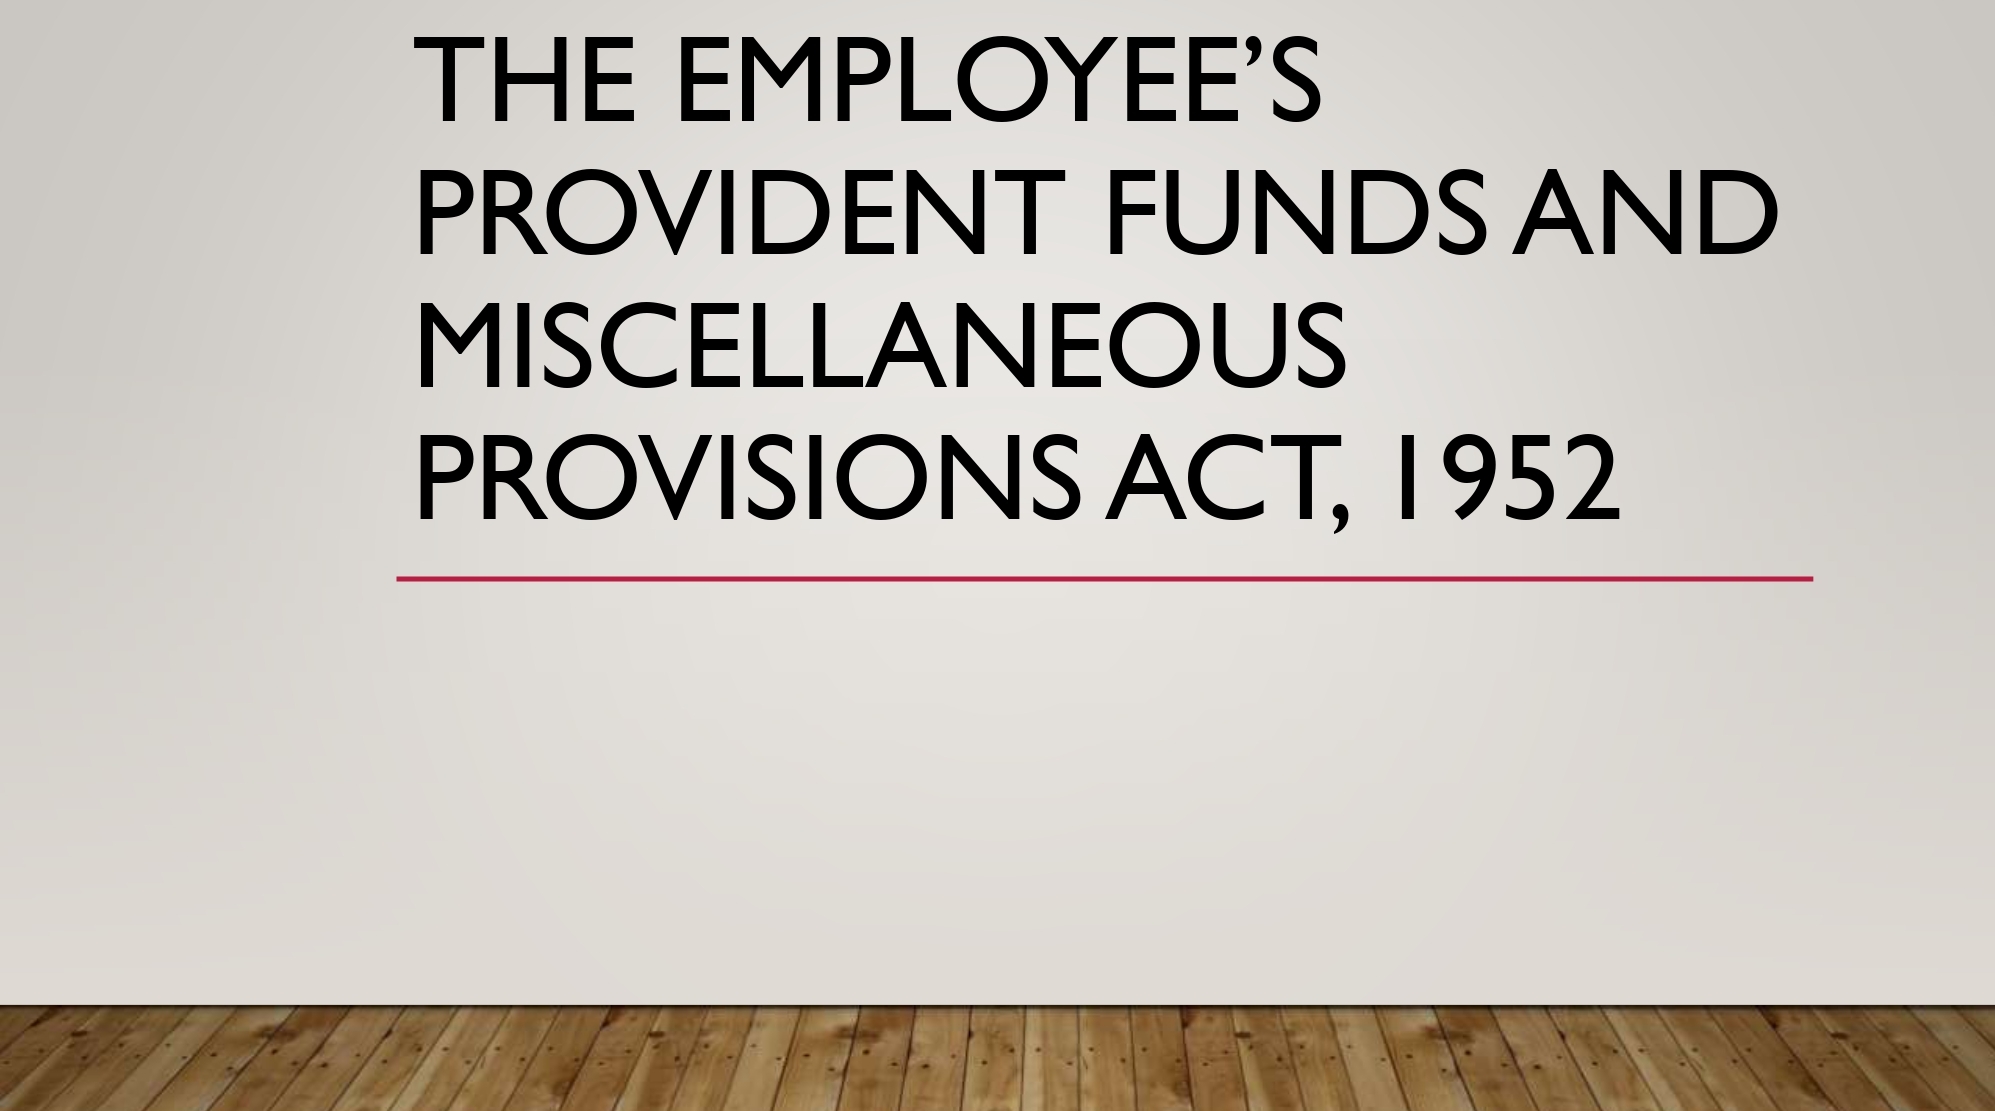 THE EMPLOYEE’S
PROVIDENT FUNDS AND
MISCELLANEOUS
PROVISIONS ACT, 1952